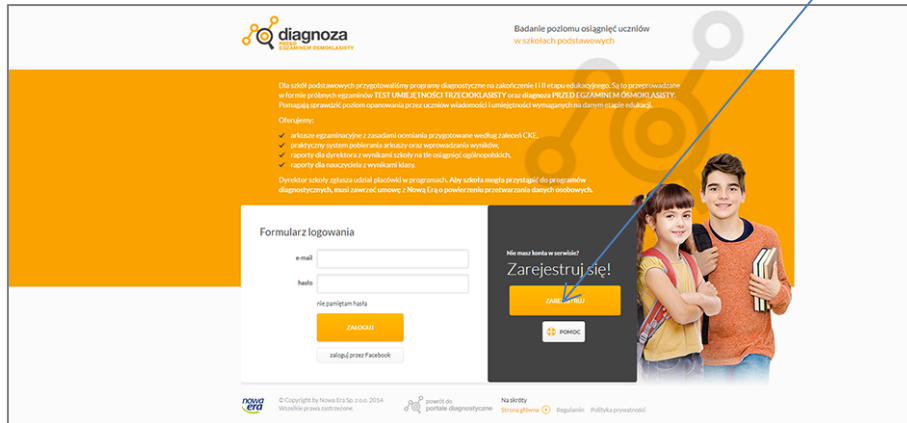 diagnoza
PRZED
EGZAMINEM ÓSMOKLASISTY
Badanie poziomu osiągnięć uczniów
w szkołach podstawowych
Dla szkół podstawowych przygotowaliśmy programy diagnostyczne na zakończenie I i II etapu edukacyjnego. Są to przeprowadzane
w formie próbnych egzaminów TEST UMIEJĘTNOŚCI TRZECIOKLASISTY oraz diagnoza PRZED EGZAMINEM ÓSMOKLASISTY.
Pomagają sprawdzić poziom opanowania przez uczniów wiadomości i umiejętności wymaganych na danym etapie edukacji.
Oferujemy:
arkusze egzaminacyjne z zasadami oceniania przygotowane według zaleceń CKE,
praktyczny system pobierania arkuszy oraz wprowadzania wyników,
raporty dla dyrektora z wynikami szkoły na tle osiągnięć ogólnopolskich,
raporty dla nauczyciela z wynikami klasy.
Dyrektor szkoły zgłasza udział placówki w programach. Aby szkoła mogła przystąpić do programów
diagnostycznych, musi zawrzeć umowę z Nową Erą o powierzeniu przetwarzania danych osobowych.
Formularz logowania
e-mail
hasło
nie pamiętam hasła
ZALOGUJ
zaloguj przez Facebook
Nie masz konta w serwisie?
Zarejestruj się!
ZAREJESTRUJ
POMOC
nowa
era
© Copyright by Nowa Era Sp. z o.o. 2014
Wszelkie prawa zastrzeżone.
powrót do
portale diagnostyczne
Na skróty
Strona główna Regulamin Polityka prywatności